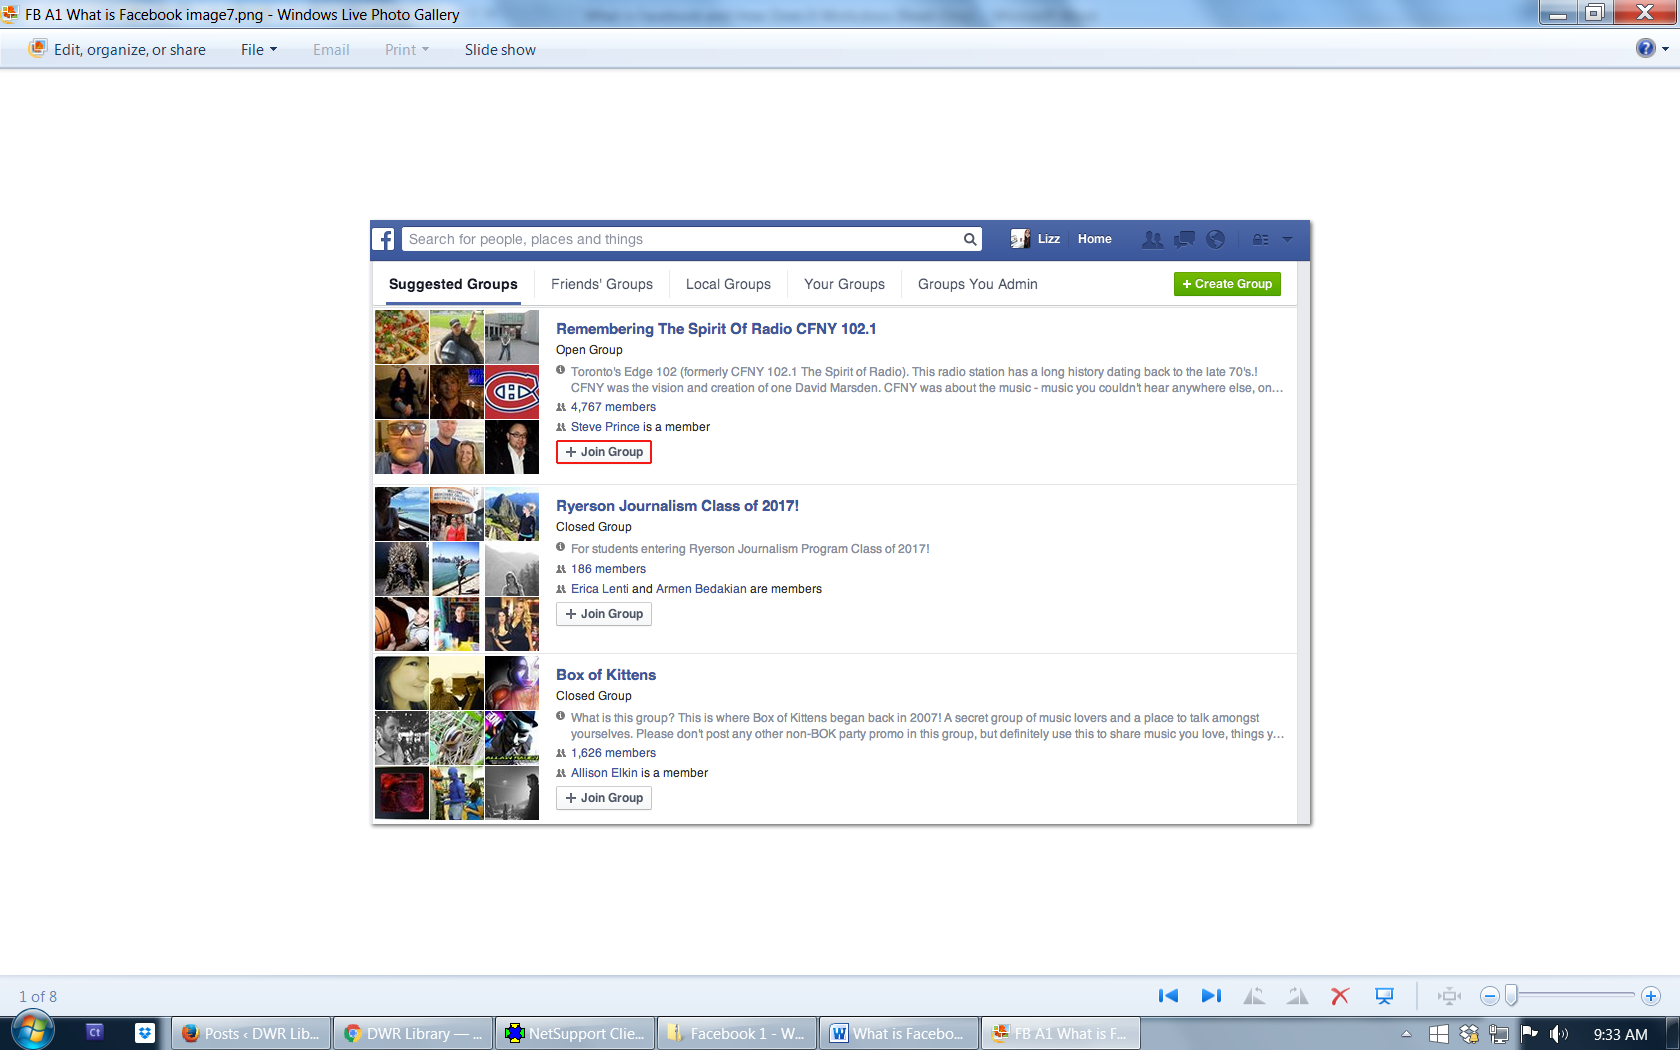 FB A1 What is Facebook image7.png - Windows Live Photo Gallery
Edit, organize, or share File Email Print Slide show
Search for people, places and things
Lizz Home
Suggested Groups Friends' Groups Local Groups Your Groups Groups You Admin + Create Group
Remembering The Spirit Of Radio CFNY 102.1
Open Group
Toronto's Edge 102 (formerly CFNY 102.1 The Spirit of Radio). This radio station has a long history dating back to the late 70's.!
CFNY was the vision and creation of one David Marsden. CFNY was about the music - music you couldn't hear anywhere else, on...
4,767 members
Steve Prince is a member
+ Join Group
Ryerson Journalism Class of 2017!
Closed Group
For students entering Ryerson Journalism Program Class of 2017!
186 members
Erica Lenti and Armen Bedakian are members
+ Join Group
Box of Kittens
Closed Group
What is this group? This is where Box of Kittens began back in 2007! A secret group of music lovers and a place to talk amongst
yourselves. Please don't post any other non-BOK party promo in this group, but definitely use this to share music you love, things y...
1,626 members
Allison Elkin is a member
+ Join Group
1 of 8
Ct Posts ‹ DWR Lib... DWR Library — ... NetSupport Clie... Facebook 1 - W... What is Facebo... FB A1 What is F... 9:33 AM